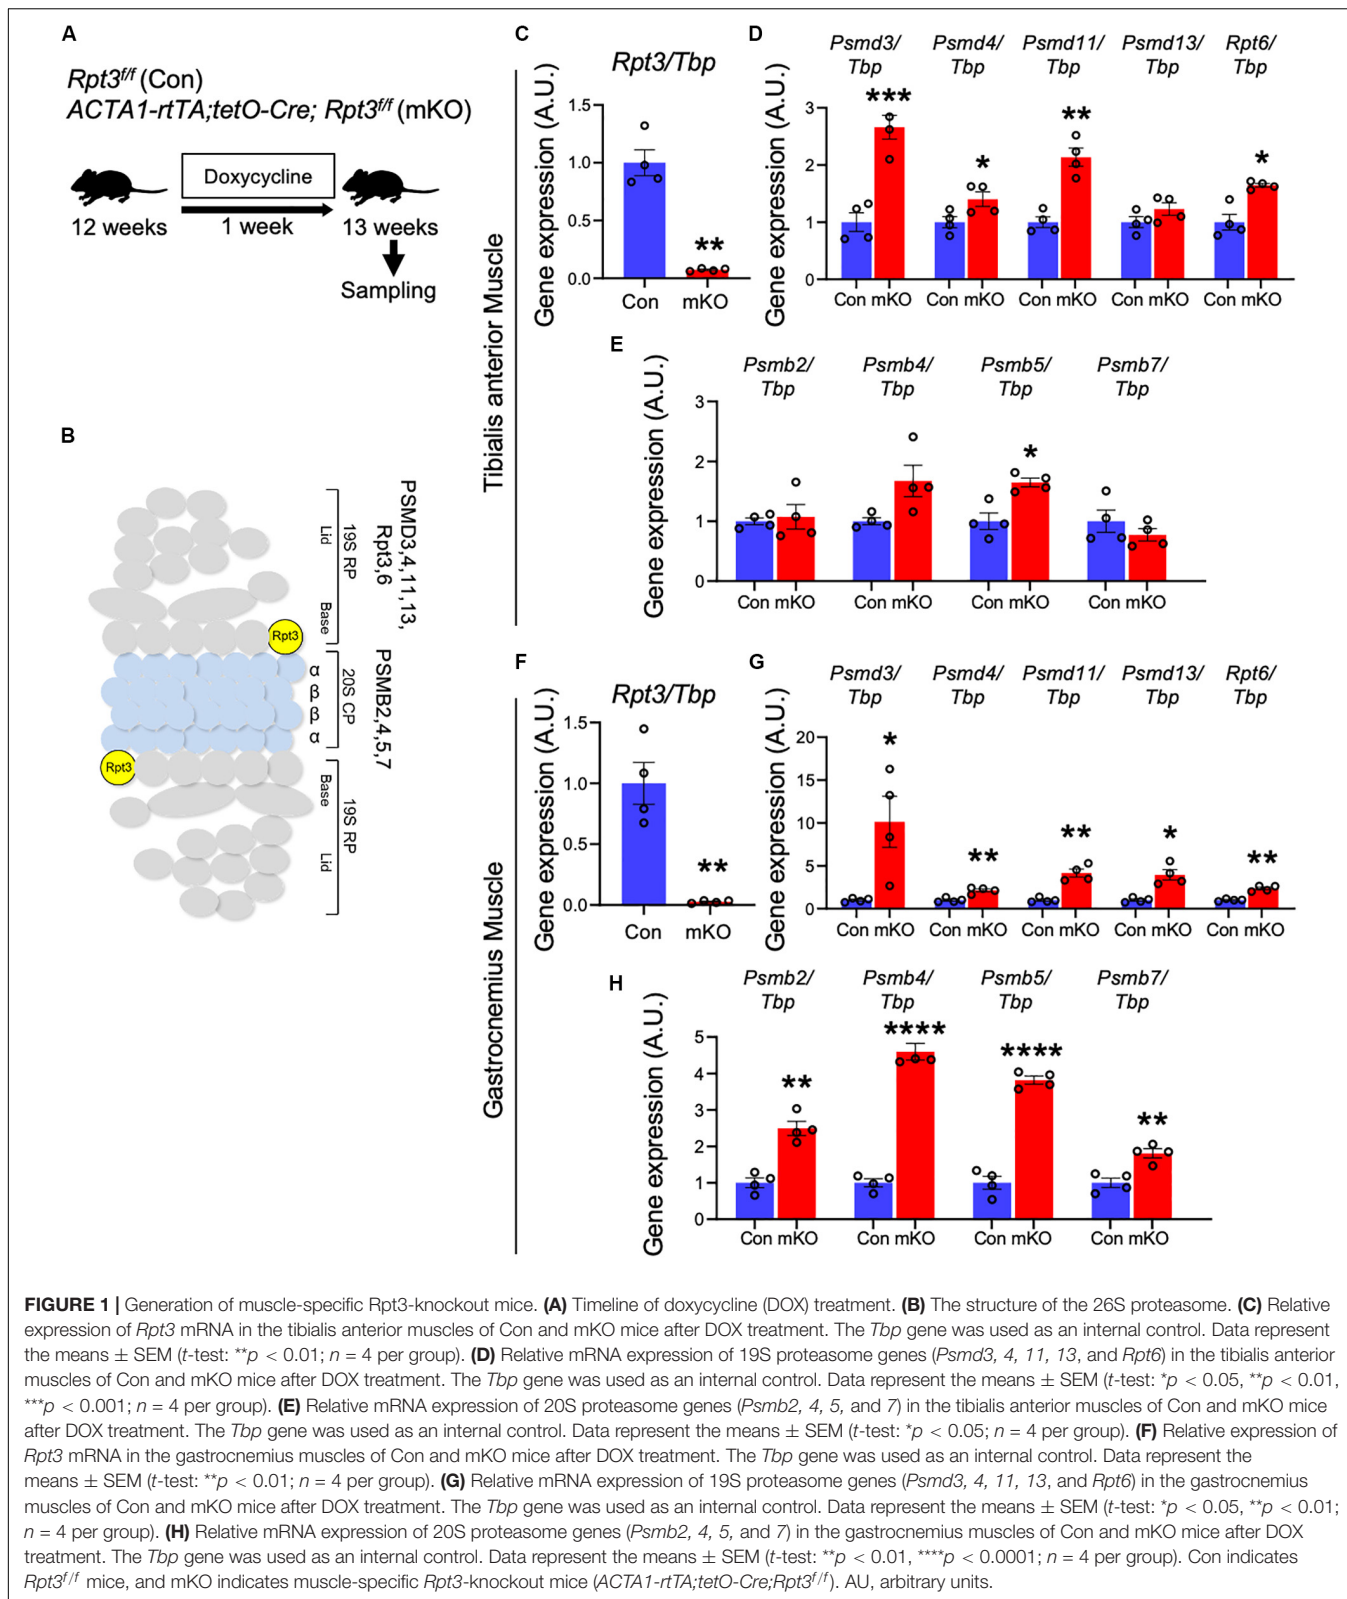 A
Rpt3f/f (Con)
ACTA1-rtTA;tetO-Cre; Rpt3f/f (mKO)
Doxycycline
12 weeks
1 week
13 weeks
Sampling
B
Lid
Base
19S RP
PSMD3,4,11,13,
Rpt3,6
Rpt3
α
β
β
α
20S CP
PSMB2,4,5,7
Rpt3
Base
Lid
19S RP
Tibialis anterior Muscle
C
Rpt3/Tbp
Gene expression (A.U.)
1.5
1.0
0.5
0.0
**
Con mKO
D
Psmd3/ Psmd4/ Psmd11/ Psmd13/ Rpt6/
Tbp Tbp Tbp Tbp Tbp
Gene expression (A.U.)
3
2
1
0
*** * ** *
Con mKO Con mKO Con mKO Con mKO Con mKO
E
Psmb2/ Psmb4/ Psmb5/ Psmb7/
Tbp Tbp Tbp Tbp
Gene expression (A.U.)
3
2
1
0
*
Con mKO Con mKO Con mKO Con mKO
Gastrocnemius Muscle
F
Rpt3/Tbp
Gene expression (A.U.)
1.5
1.0
0.5
0.0
**
Con mKO
G
Psmd3/ Psmd4/ Psmd11/ Psmd13/ Rpt6/
Tbp Tbp Tbp Tbp Tbp
Gene expression (A.U.)
20
15
10
5
0
* ** ** * **
Con mKO Con mKO Con mKO Con mKO Con mKO
H
Psmb2/ Psmb4/ Psmb5/ Psmb7/
Tbp Tbp Tbp Tbp
Gene expression (A.U.)
5
4
3
2
1
0
** **** **** **
Con mKO Con mKO Con mKO Con mKO
FIGURE 1 | Generation of muscle-specific Rpt3-knockout mice. (A) Timeline of doxycycline (DOX) treatment. (B) The structure of the 26S proteasome. (C) Relative
expression of Rpt3 mRNA in the tibialis anterior muscles of Con and mKO mice after DOX treatment. The Tbp gene was used as an internal control. Data represent
the means ± SEM (t-test: **p < 0.01; n = 4 per group). (D) Relative mRNA expression of 19S proteasome genes (Psmd3, 4, 11, 13, and Rpt6) in the tibialis anterior
muscles of Con and mKO mice after DOX treatment. The Tbp gene was used as an internal control. Data represent the means ± SEM (t-test: *p < 0.05, **p < 0.01,
***p < 0.001; n = 4 per group). (E) Relative mRNA expression of 20S proteasome genes (Psmb2, 4, 5, and 7) in the tibialis anterior muscles of Con and mKO mice
after DOX treatment. The Tbp gene was used as an internal control. Data represent the means ± SEM (t-test: *p < 0.05; n = 4 per group). (F) Relative expression of
Rpt3 mRNA in the gastrocnemius muscles of Con and mKO mice after DOX treatment. The Tbp gene was used as an internal control. Data represent the
means ± SEM (t-test: **p < 0.01; n = 4 per group). (G) Relative mRNA expression of 19S proteasome genes (Psmd3, 4, 11, 13, and Rpt6) in the gastrocnemius
muscles of Con and mKO mice after DOX treatment. The Tbp gene was used as an internal control. Data represent the means ± SEM (t-test: *p < 0.05, **p < 0.01;
n = 4 per group). (H) Relative mRNA expression of 20S proteasome genes (Psmb2, 4, 5, and 7) in the gastrocnemius muscles of Con and mKO mice after DOX
treatment. The Tbp gene was used as an internal control. Data represent the means ± SEM (t-test: **p < 0.01, ****p < 0.0001; n = 4 per group). Con indicates
Rpt3f/f mice, and mKO indicates muscle-specific Rpt3-knockout mice (ACTA1-rtTA;tetO-Cre;Rpt3f/f). AU, arbitrary units.